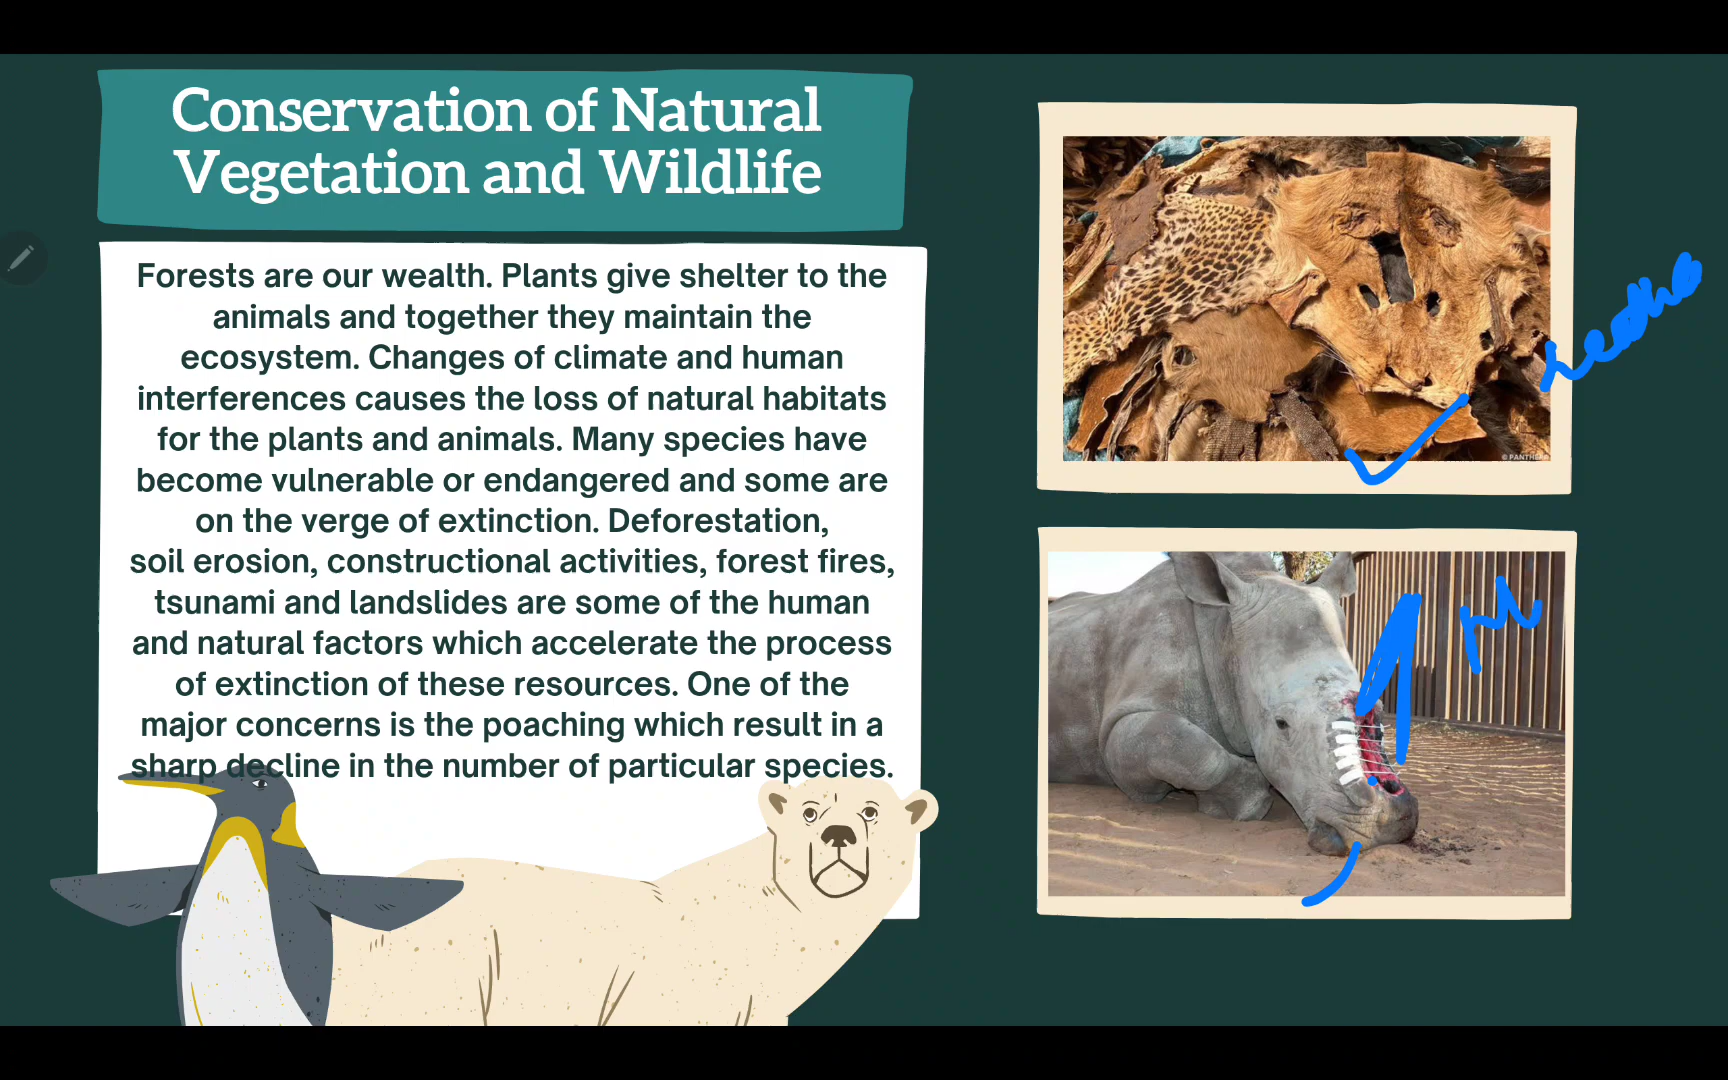 Conservation of Natural
Vegetation and Wildlife
Forests are our wealth. Plants give shelter to the
animals and together they maintain the
ecosystem. Changes of climate and human
interferences causes the loss of natural habitats
for the plants and animals. Many species have
become vulnerable or endangered and some are
on the verge of extinction. Deforestation,
soil erosion, constructional activities, forest fires,
tsunami and landslides are some of the human
and natural factors which accelerate the process
of extinction of these resources. One of the
major concerns is the poaching which result in a
sharp decline in the number of particular species.